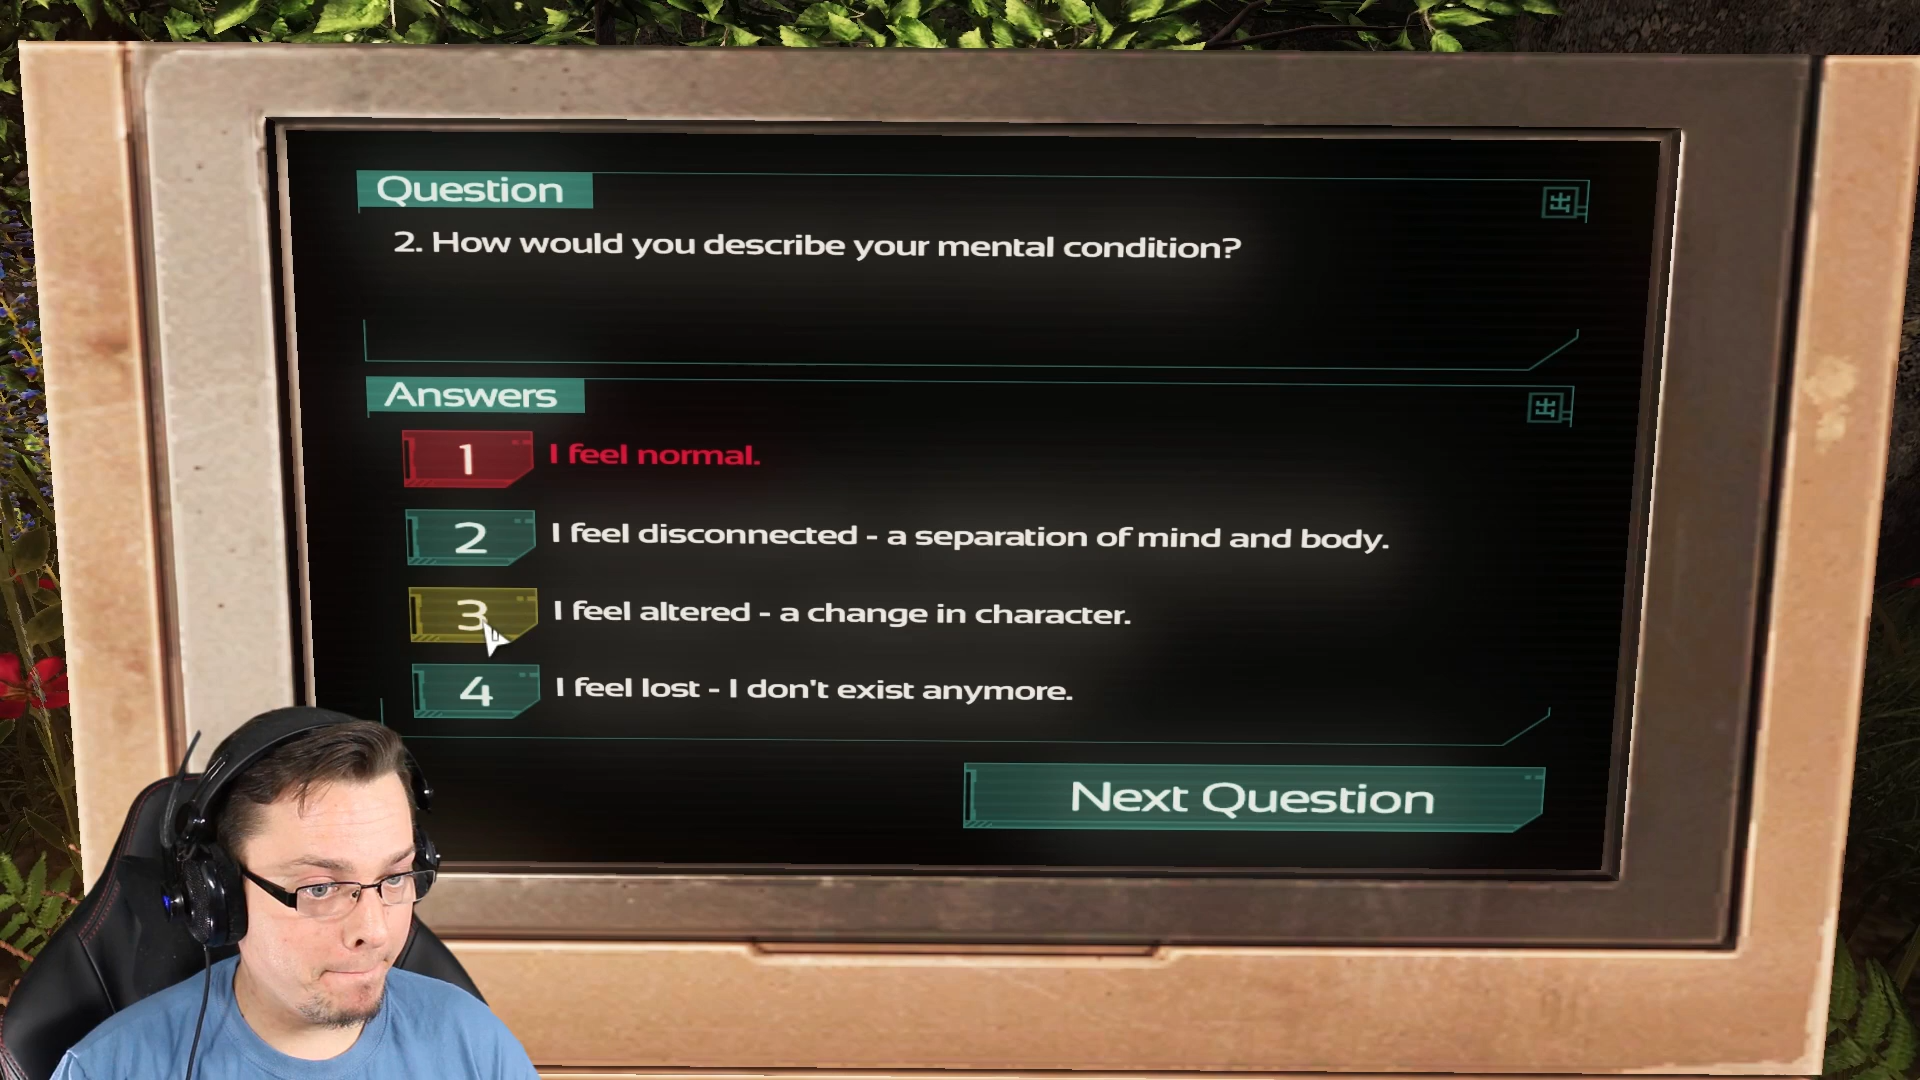 Question
2. How would you describe your mental condition?
Answers
1 I feel normal.
2 I feel disconnected - a separation of mind and body.
3 I feel altered - a change in character.
4 I feel lost - I don't exist anymore.
Next Question